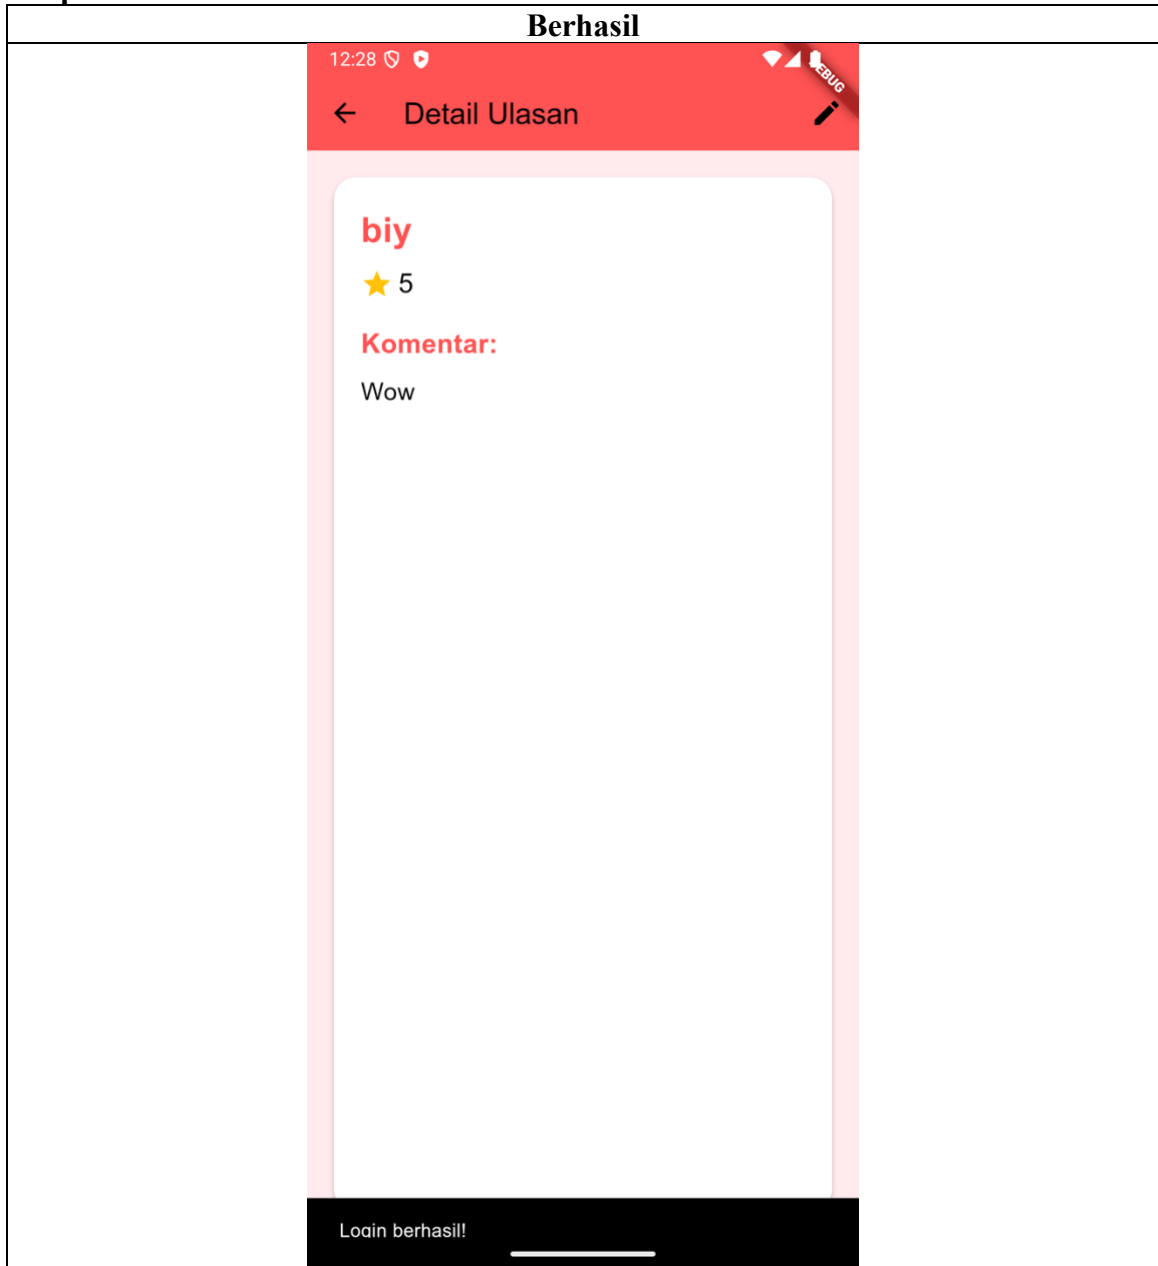 Berhasil
12:28
DEBUG
Detail Ulasan
biy
5
Komentar:
Wow
Login berhasil!